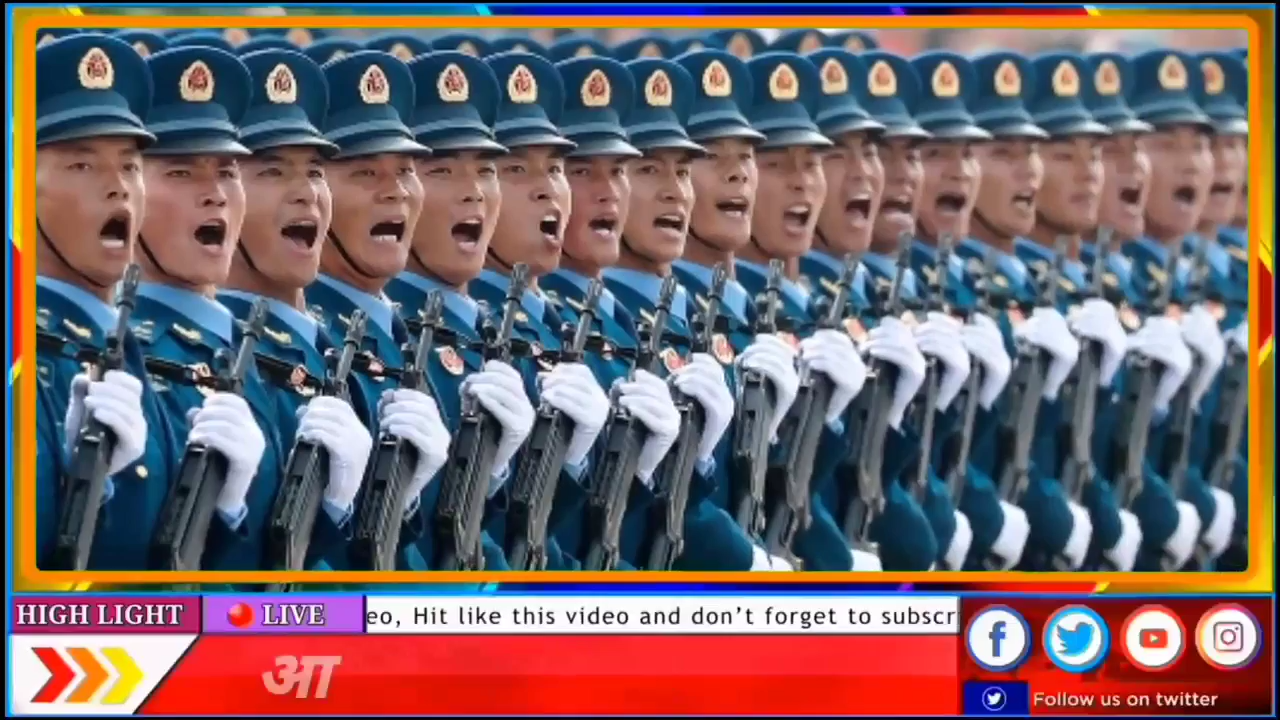 HIGH LIGHT
LIVE
eo, Hit like this video and don't forget to subscr
आ
Follow us on twitter